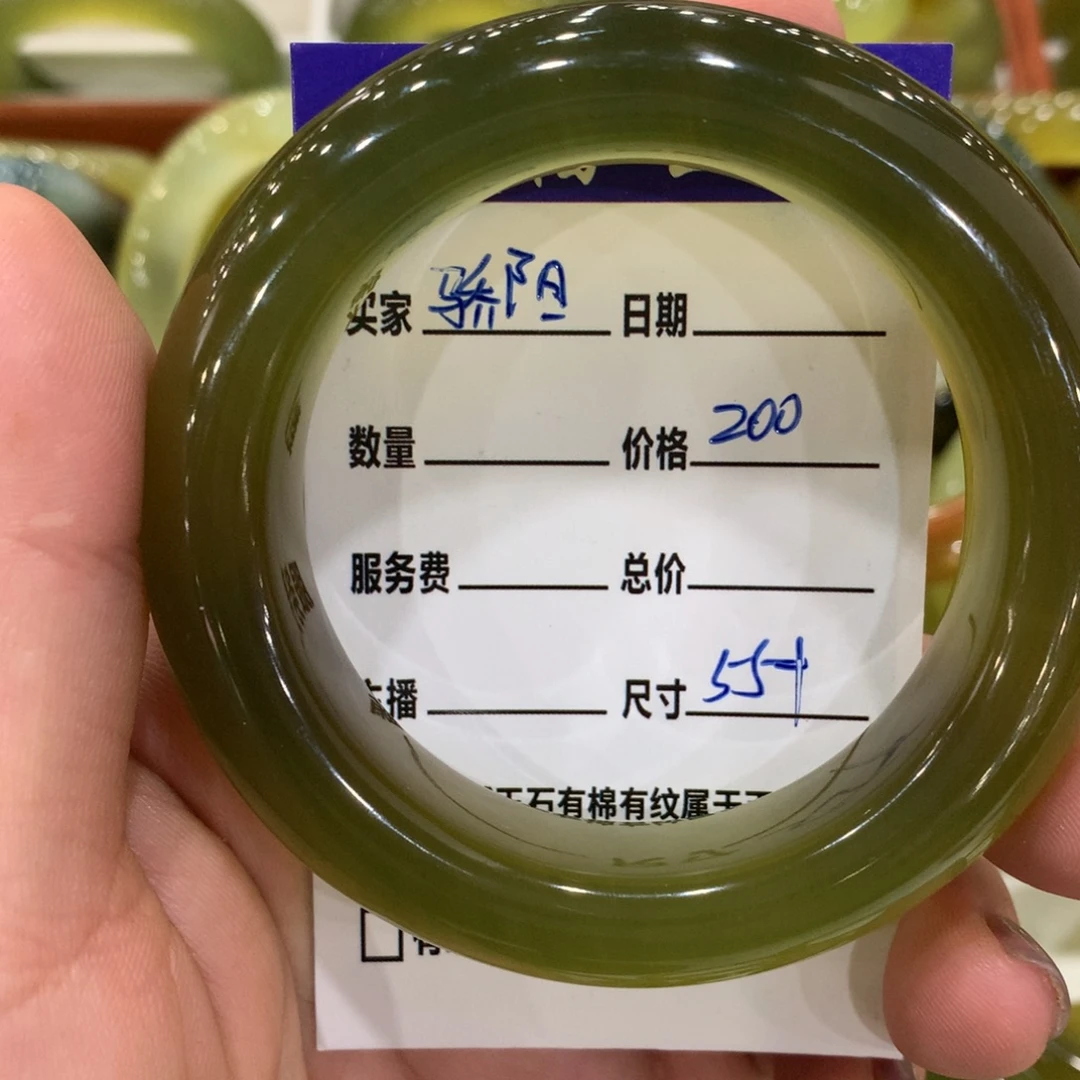 买家 骄阳 日期
数量 价格 200
服务费 总价
播 尺寸 55+
石有棉有纹属于